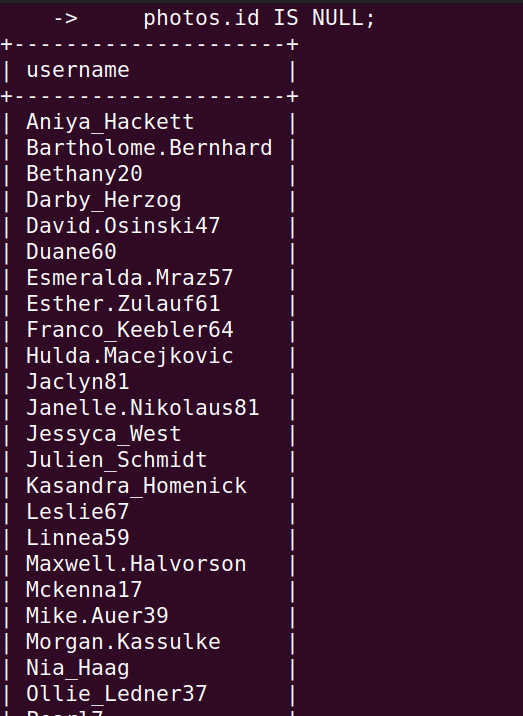 ->     photos.id IS NULL;
+---------------------+
| username            |
+---------------------+
| Aniya_Hackett       |
| Bartholome.Bernhard |
| Bethany20           |
| Darby_Herzog        |
| David.Osinski47     |
| Duane60             |
| Esmeralda.Mraz57    |
| Esther.Zulauf61     |
| Franco_Keebler64    |
| Hulda.Macejkovic    |
| Jaclyn81            |
| Janelle.Nikolaus81  |
| Jessyca_West        |
| Julien_Schmidt      |
| Kasandra_Homenick   |
| Leslie67            |
| Linnea59            |
| Maxwell.Halvorson   |
| Mckenna17           |
| Mike.Auer39         |
| Morgan.Kassulke     |
| Nia_Haag            |
| Ollie_Ledner37      |
| Pearl7              |